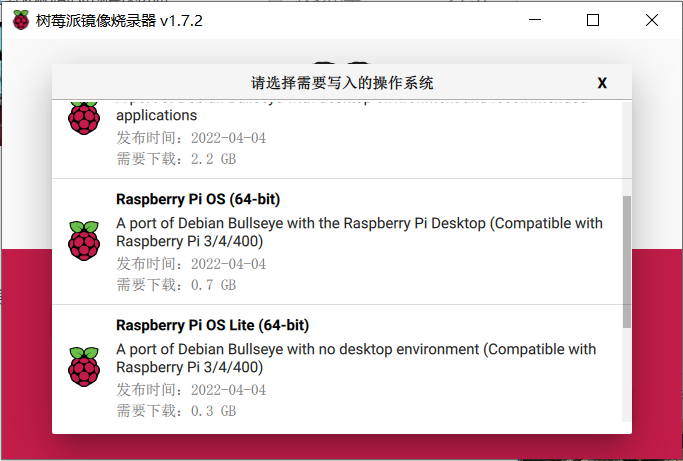 树莓派镜像烧录器 v1.7.2
请选择需要写入的操作系统
X
applications
发布时间：2022-04-04
需要下载：2.2 GB
Raspberry Pi OS (64-bit)
A port of Debian Bullseye with the Raspberry Pi Desktop (Compatible with
Raspberry Pi 3/4/400)
发布时间：2022-04-04
需要下载：0.7 GB
Raspberry Pi OS Lite (64-bit)
A port of Debian Bullseye with no desktop environment (Compatible with
Raspberry Pi 3/4/400)
发布时间：2022-04-04
需要下载：0.3 GB